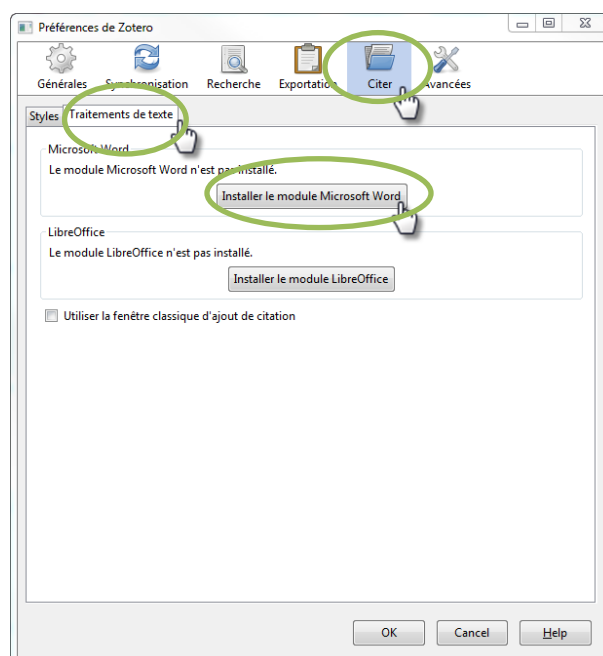 Préférences de Zotero
Générales Synchronisation Recherche Exportation Citer Avancées
Styles Traitements de texte
Microsoft Word
Le module Microsoft Word n'est pas installé.
Installer le module Microsoft Word
LibreOffice
Le module LibreOffice n'est pas installé.
Installer le module LibreOffice
Utiliser la fenêtre classique d'ajout de citation
OK Cancel Help